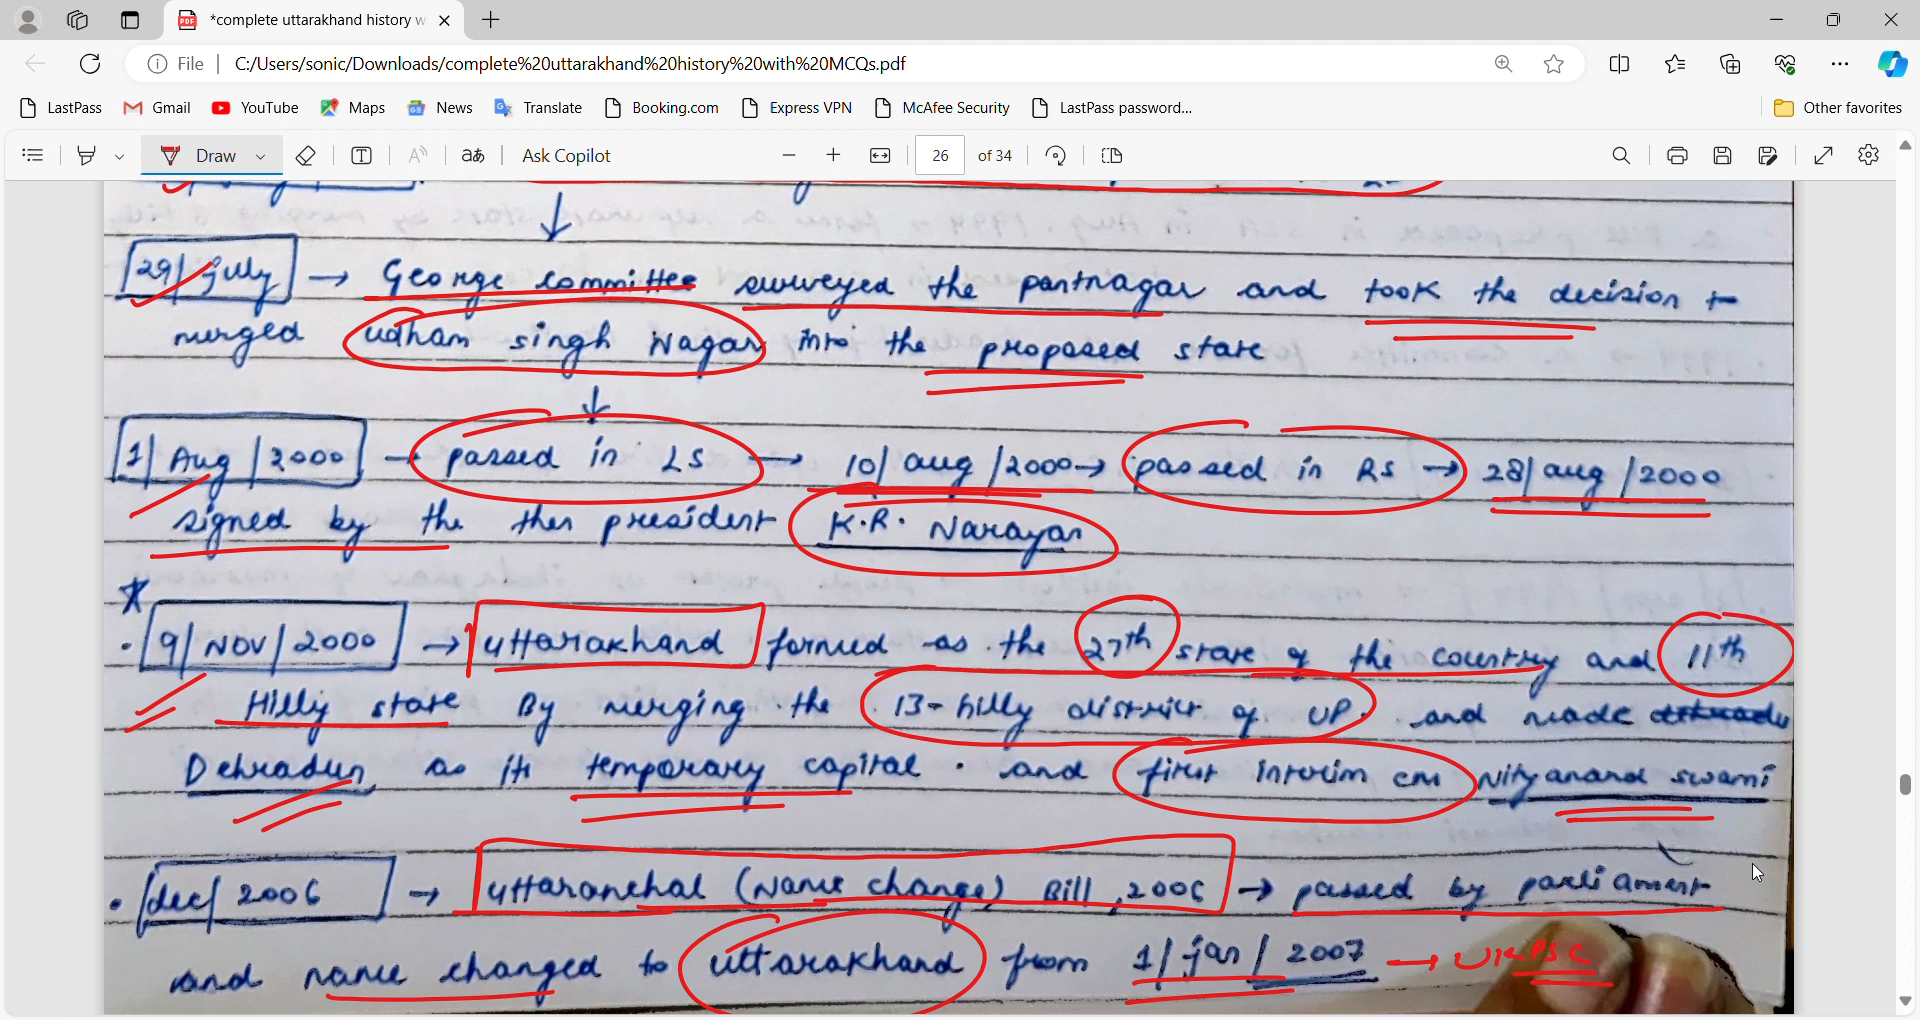 *complete uttarakhand history w
File C:/Users/sonic/Downloads/complete%20uttarakhand%20history%20with%20MCQs.pdf
LastPass Gmail YouTube Maps News Translate Booking.com Express VPN McAfee Security LastPass password... Other favorites
Draw Ask Copilot 26 of 34
29/July → George committee surveyed the pantnagar and took the decision to
merged udham singh Nagar into the proposed state
1/Aug/2000 → passed in LS → 10/aug/2000 → passed in RS → 28/aug/2000
signed by the then president K.R. Narayan
9/Nov/2000 → Uttarakhand formed as the 27th state of the country and 11th
Hilly state By merging the 13-hilly district of UP. and made
Dehradun as its temporary capital. and first interim cm Nityanand swami
dec/2006 → Uttaranchal (Name change) Bill, 2006 → passed by parliament
and name changed to uttarakhand from 1/jan/2007 → UKPSC